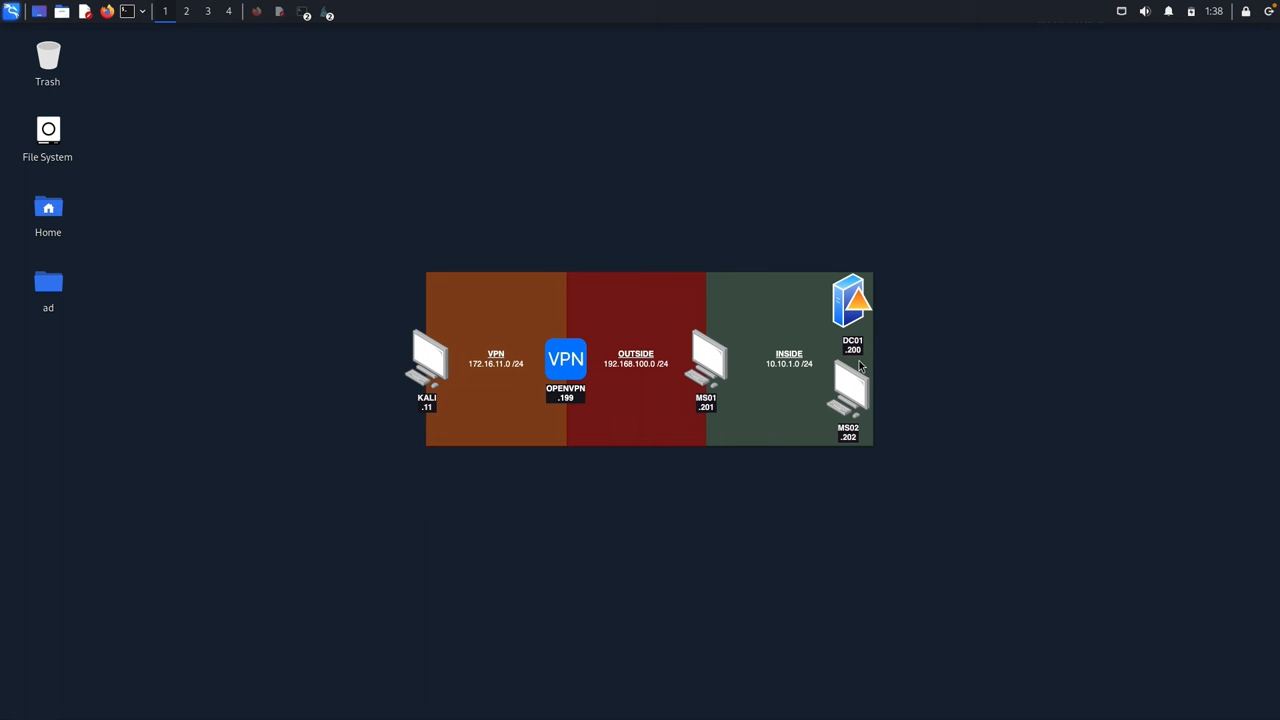 1 2 3 4 2 2 1:38
Trash
File System
Home
ad
VPN
172.16.11.0 /24
VPN
OUTSIDE
192.168.100.0 /24
INSIDE
10.10.1.0 /24
DC01
.200
KALI
.11
OPENVPN
.199
MS01
.201
MS02
.202